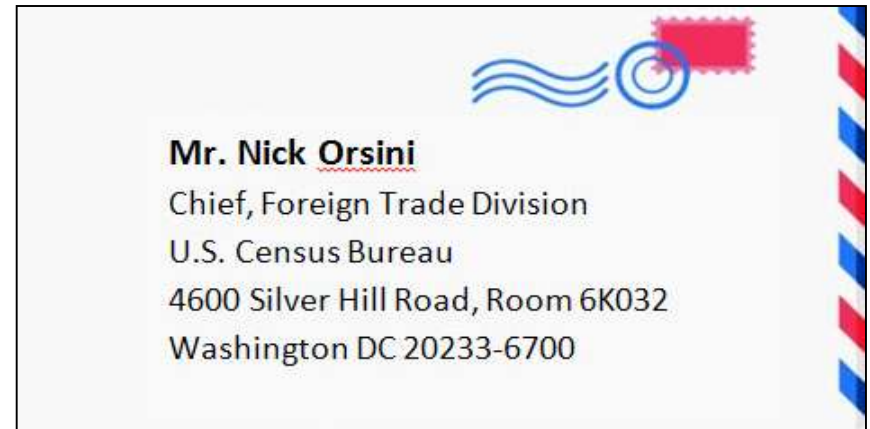 Mr. Nick Orsini
Chief, Foreign Trade Division
U.S. Census Bureau
4600 Silver Hill Road, Room 6K032
Washington DC 20233-6700